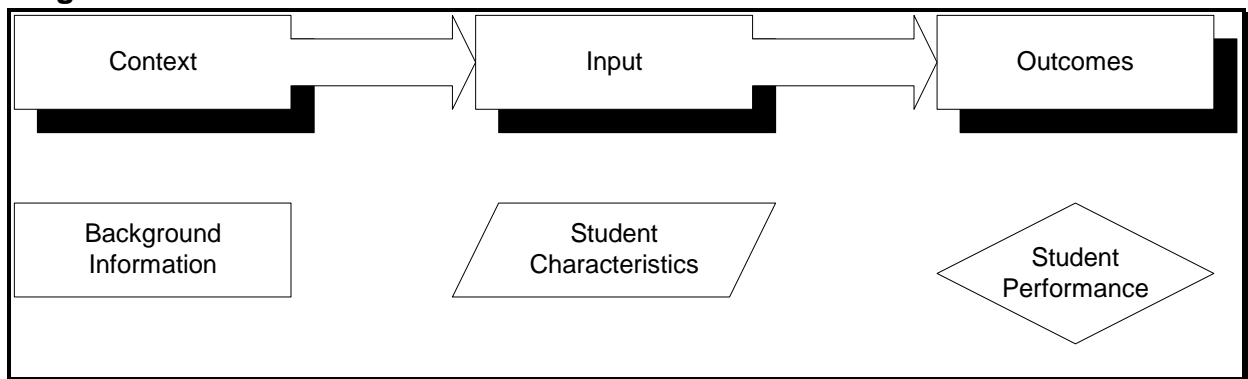 Context
Input
Outcomes
Background
Information
Student
Characteristics
Student
Performance